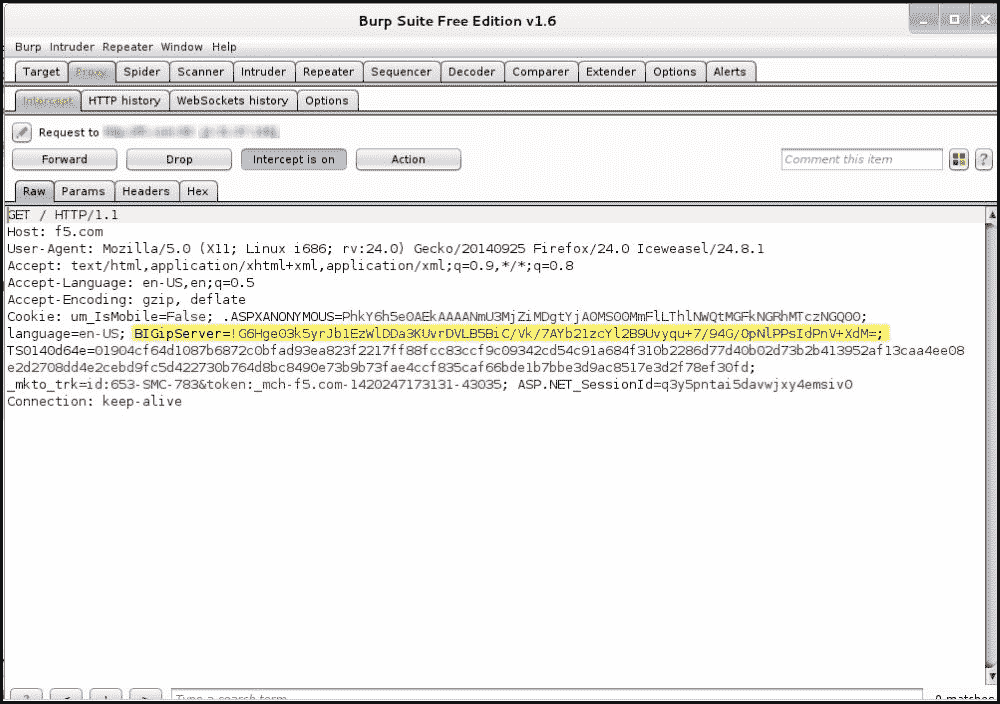 Burp Suite Free Edition v1.6
Burp Intruder Repeater Window Help
Target Proxy Spider Scanner Intruder Repeater Sequencer Decoder Comparer Extender Options Alerts
Intercept HTTP history WebSockets history Options
Request to
Forward Drop Intercept is on Action Comment this item ?
Raw Params Headers Hex
GET / HTTP/1.1
Host: f5.com
User-Agent: Mozilla/5.0 (X11; Linux i686; rv:24.0) Gecko/20140925 Firefox/24.0 Iceweasel/24.8.1
Accept: text/html,application/xhtml+xml,application/xml;q=0.9,*/*;q=0.8
Accept-Language: en-US,en;q=0.5
Accept-Encoding: gzip, deflate
Cookie: um_IsMobile=False; .ASPXANONYMOUS=PhkY6h5e0AEkAAAANmU3MjZiMDgtYjA0MS00MmFlLThlNWQtMGFkNGRhMTczNGQ00;
language=en-US; BIGipServer=!G6Hge03k5yrJb1EzWlDDa3KUvrDVLB5BiC/Vk/7AYb21zcYl2B9Uvyqu+7/94G/OpNlPPsIdPnV+XdM=;
TS0140d64e=01904cf64d1087b5f6872c0bfad93ea823f2217ff88fcc83ccf9c09342cd54c91a684f310b2286d77d40b02d73b2b413952af13caa4ee08
e2d2708dd4e2cebd9fc5d422730b764d8bc8490e73b9b73fae4ccf835caf66bde1b7bbe3d9ac8517e3d2f78ef30fd;
_mkto_trk=id:653-SMC-783&token:_mch-f5.com-1420247173131-43035; ASP.NET_SessionId=q3y5pntai5davwjxy4emsiv0
Connection: keep-alive
? < + > Type a search term 0 matches